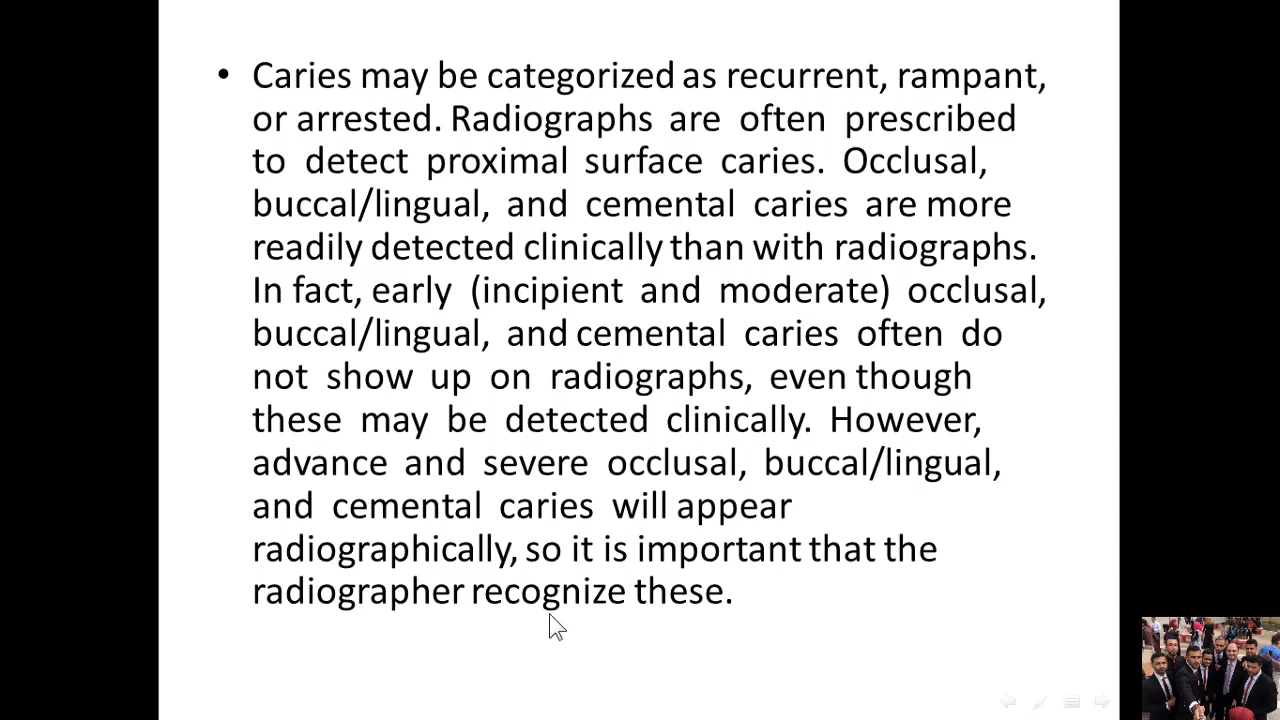 • Caries may be categorized as recurrent, rampant,
or arrested. Radiographs are often prescribed
to detect proximal surface caries. Occlusal,
buccal/lingual, and cemental caries are more
readily detected clinically than with radiographs.
In fact, early (incipient and moderate) occlusal,
buccal/lingual, and cemental caries often do
not show up on radiographs, even though
these may be detected clinically. However,
advance and severe occlusal, buccal/lingual,
and cemental caries will appear
radiographically, so it is important that the
radiographer recognize these.